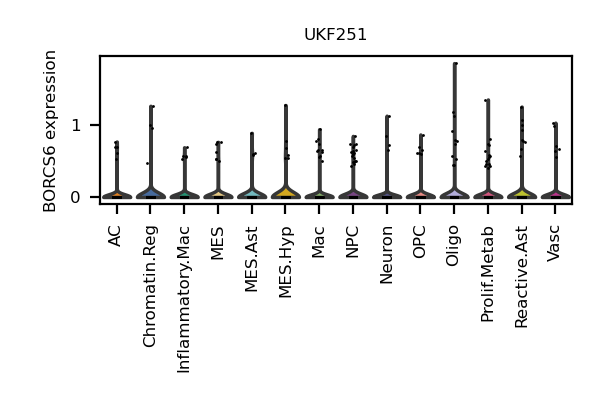 UKF251
BORCS6 expression
1
0
AC
Chromatin.Reg
Inflammatory.Mac
MES
MES.Ast
MES.Hyp
Mac
NPC
Neuron
OPC
Oligo
Prolif.Metab
Reactive.Ast
Vasc